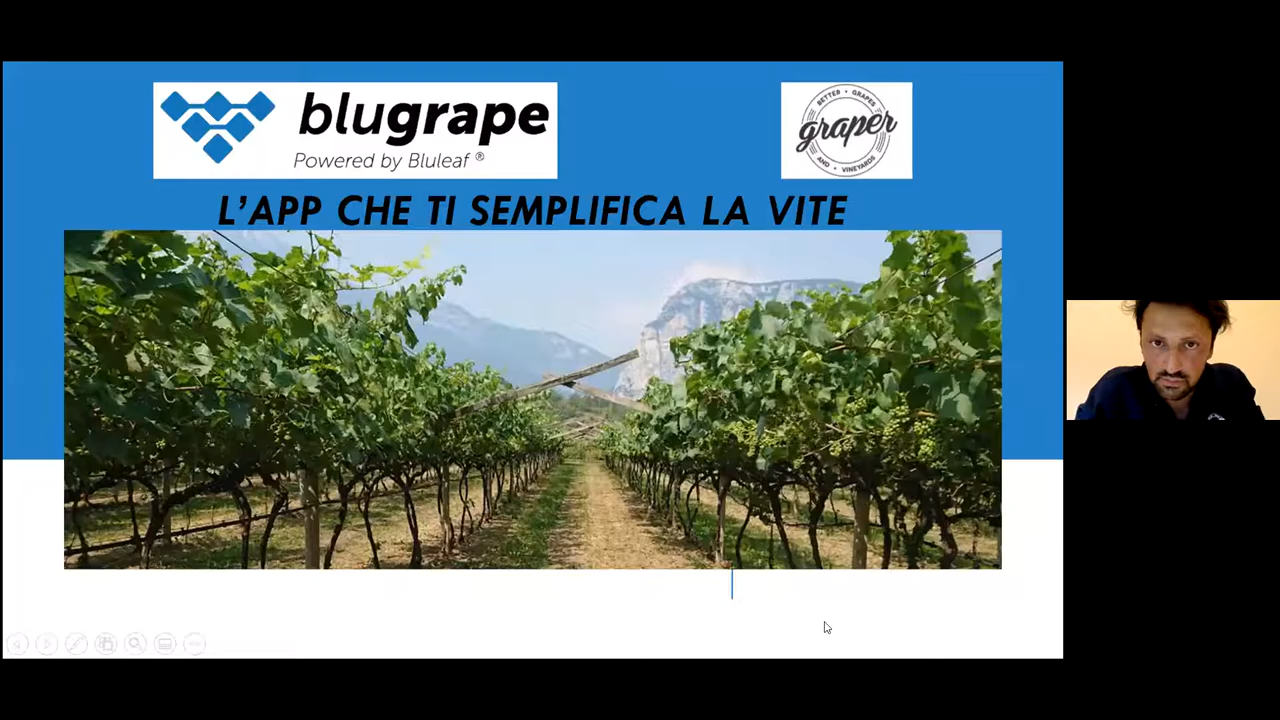 blugrape
Powered by Bluleaf ®
BETTER • GRAPES
graper
AND • VINEYARDS
L'APP CHE TI SEMPLIFICA LA VITE